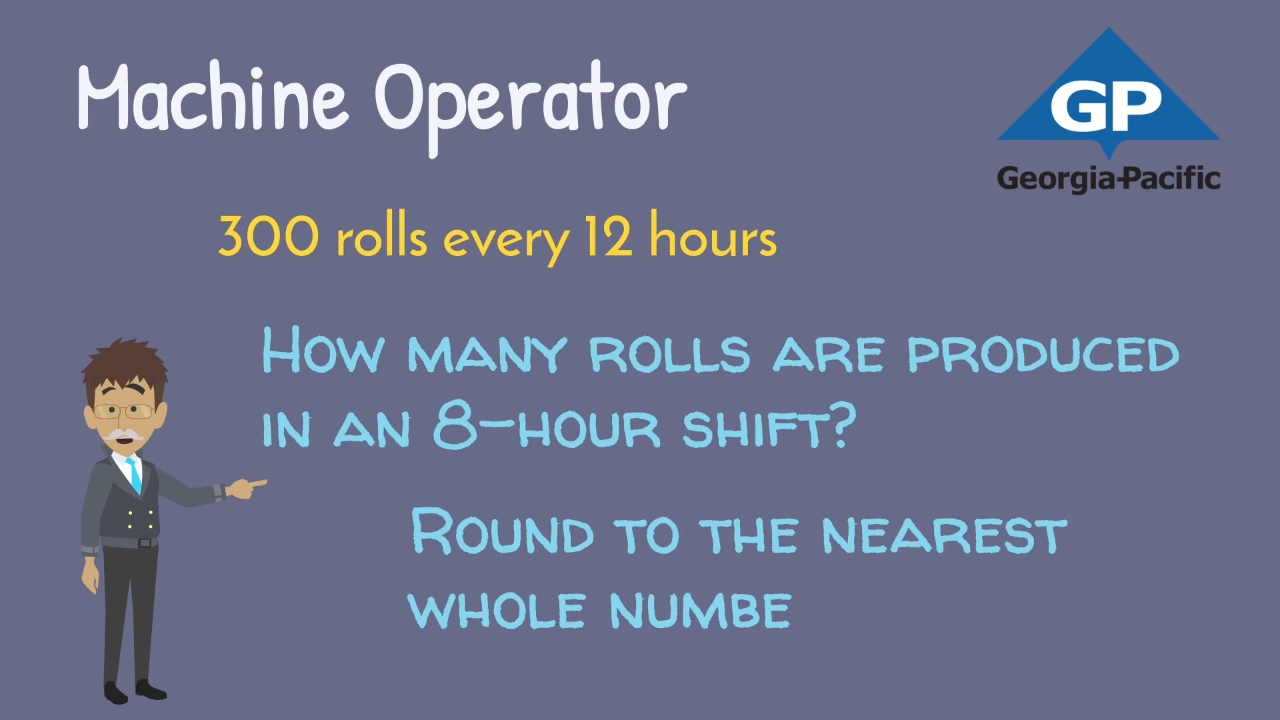 Machine Operator
GP
Georgia-Pacific
300 rolls every 12 hours
How many rolls are produced
in an 8-hour shift?
Round to the nearest
whole numbe